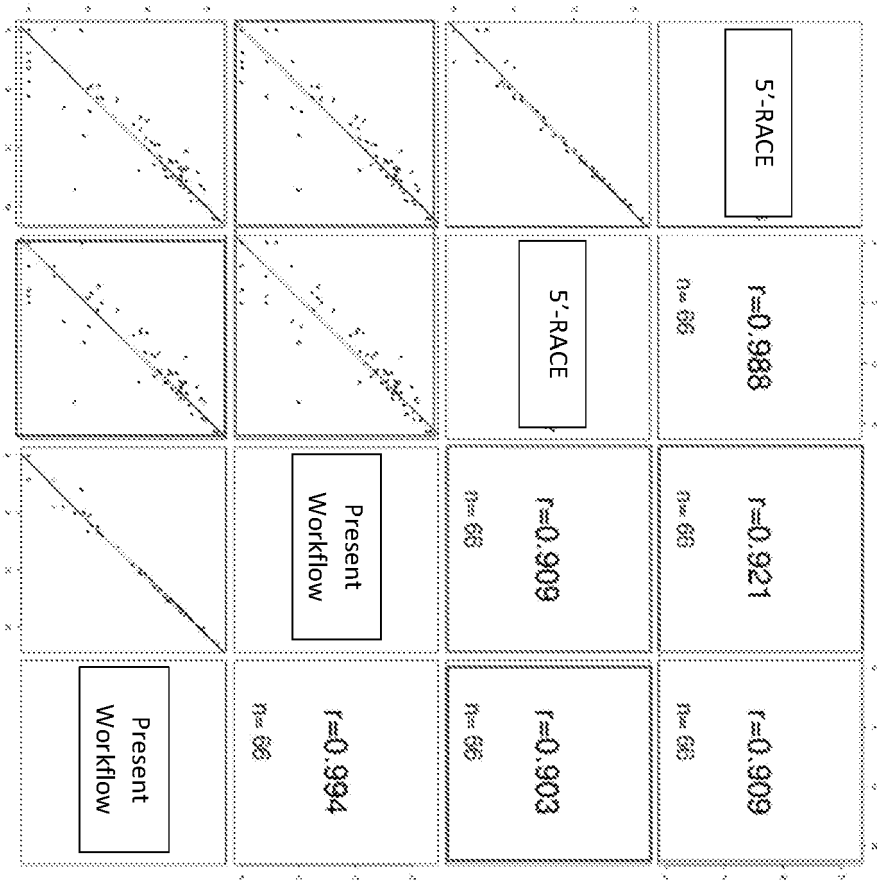 5'-RACE
r=0.988
n= 66
r=0.921
n= 66
r=0.909
n= 66
5'-RACE
r=0.909
n= 66
r=0.903
n= 66
Present
Workflow
r=0.994
n= 66
Present
Workflow